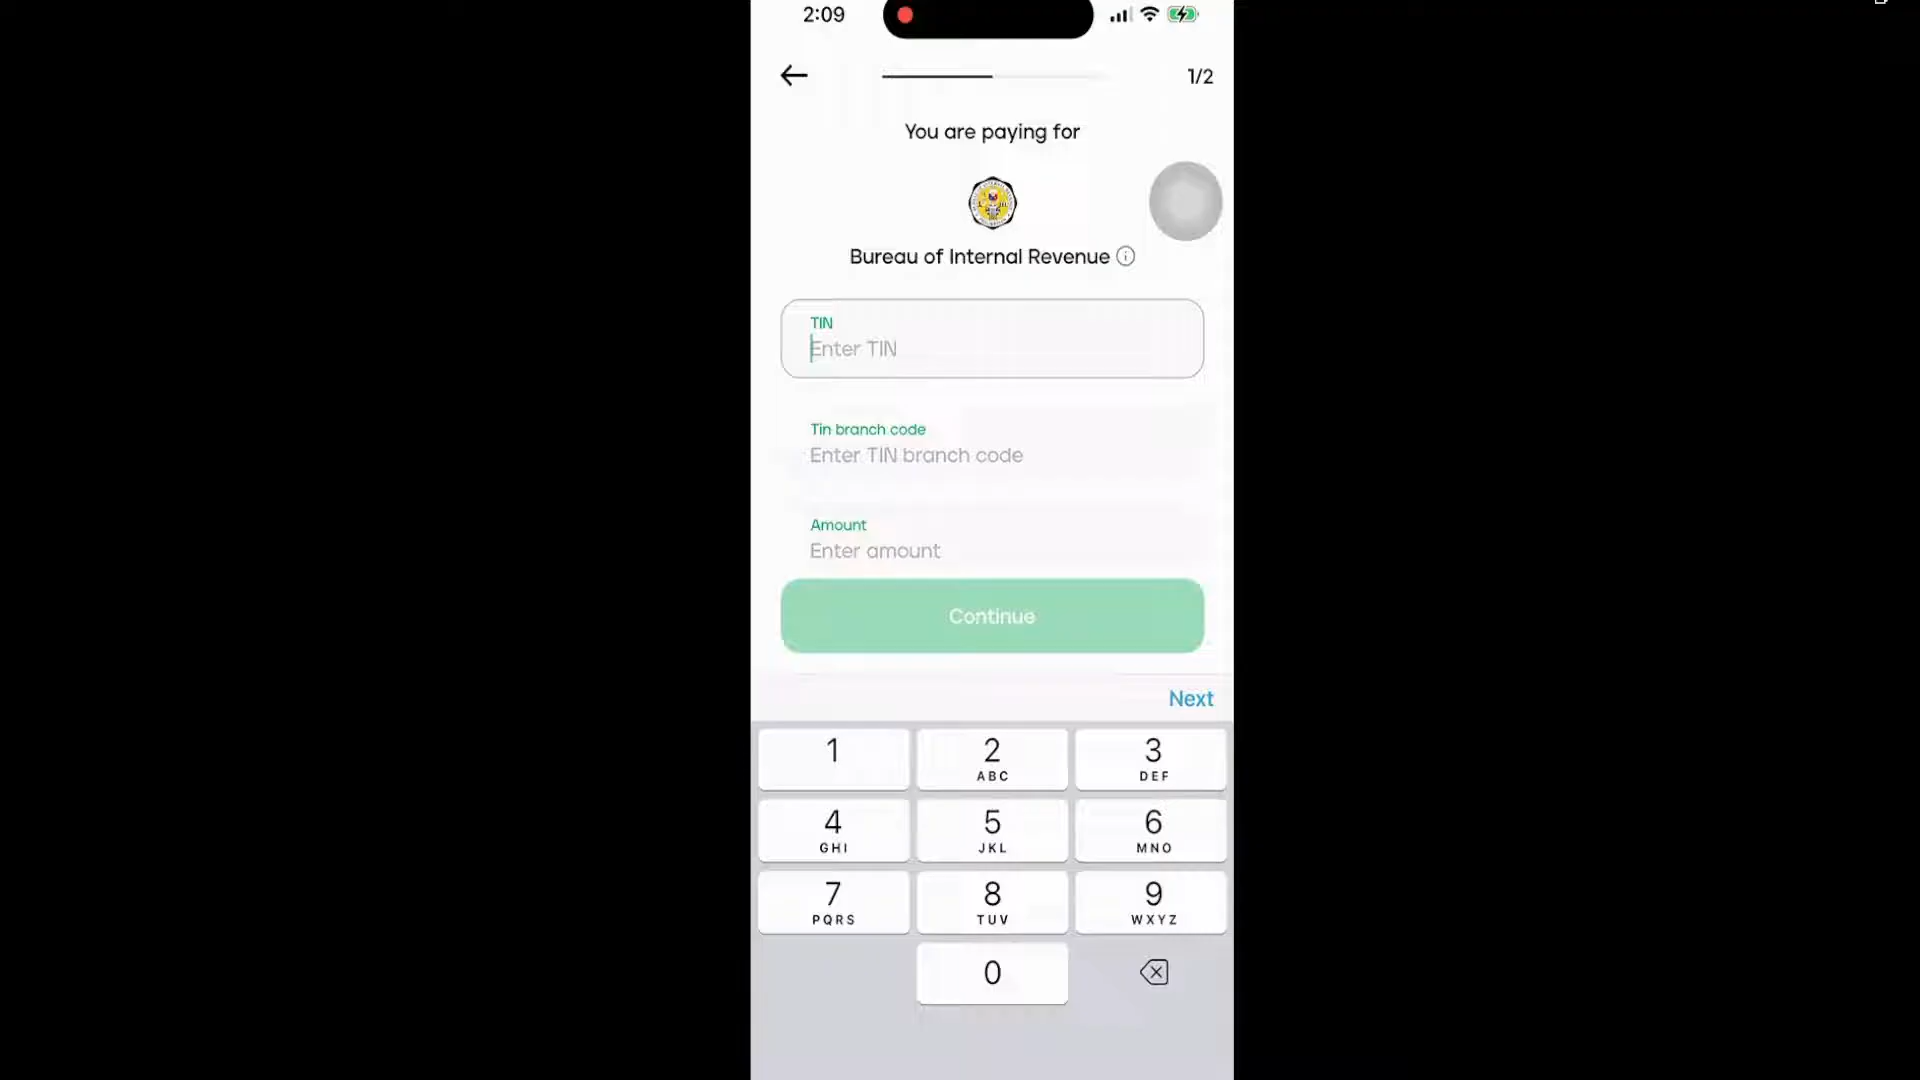 2:09
1/2
You are paying for
Bureau of Internal Revenue
TIN
Enter TIN
Tin branch code
Enter TIN branch code
Amount
Enter amount
Continue
Next
1
2
ABC
3
DEF
4
GHI
5
JKL
6
MNO
7
PQRS
8
TUV
9
WXYZ
0